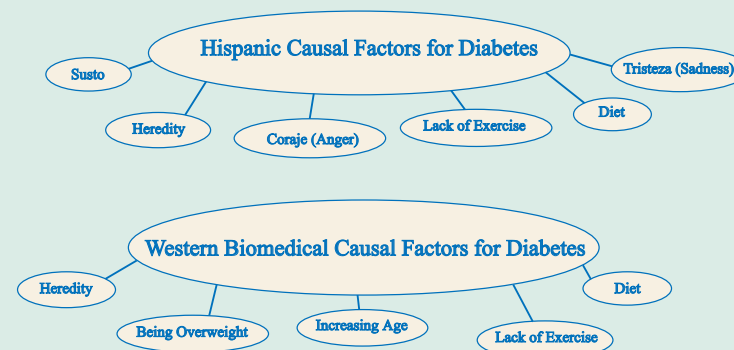 Hispanic Causal Factors for Diabetes
Susto
Heredity
Coraje (Anger)
Lack of Exercise
Diet
Tristeza (Sadness)
Western Biomedical Causal Factors for Diabetes
Heredity
Being Overweight
Increasing Age
Lack of Exercise
Diet